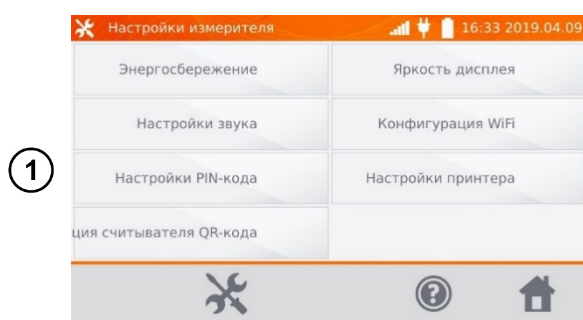 Настройки измерителя 16:33 2019.04.09
Энергосбережение Яркость дисплея
Настройки звука Конфигурация WiFi
1
Настройки PIN-кода Настройки принтера
ция считывателя QR-кода
?